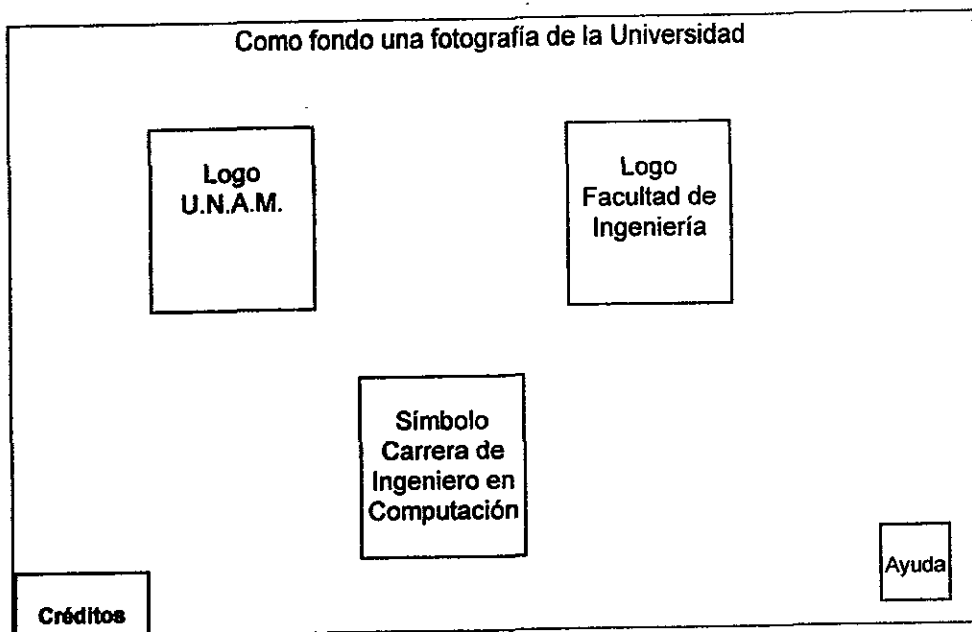 Como fondo una fotografía de la Universidad
Logo
U.N.A.M.
Logo
Facultad de
Ingeniería
Símbolo
Carrera de
Ingeniero en
Computación
Ayuda
Créditos